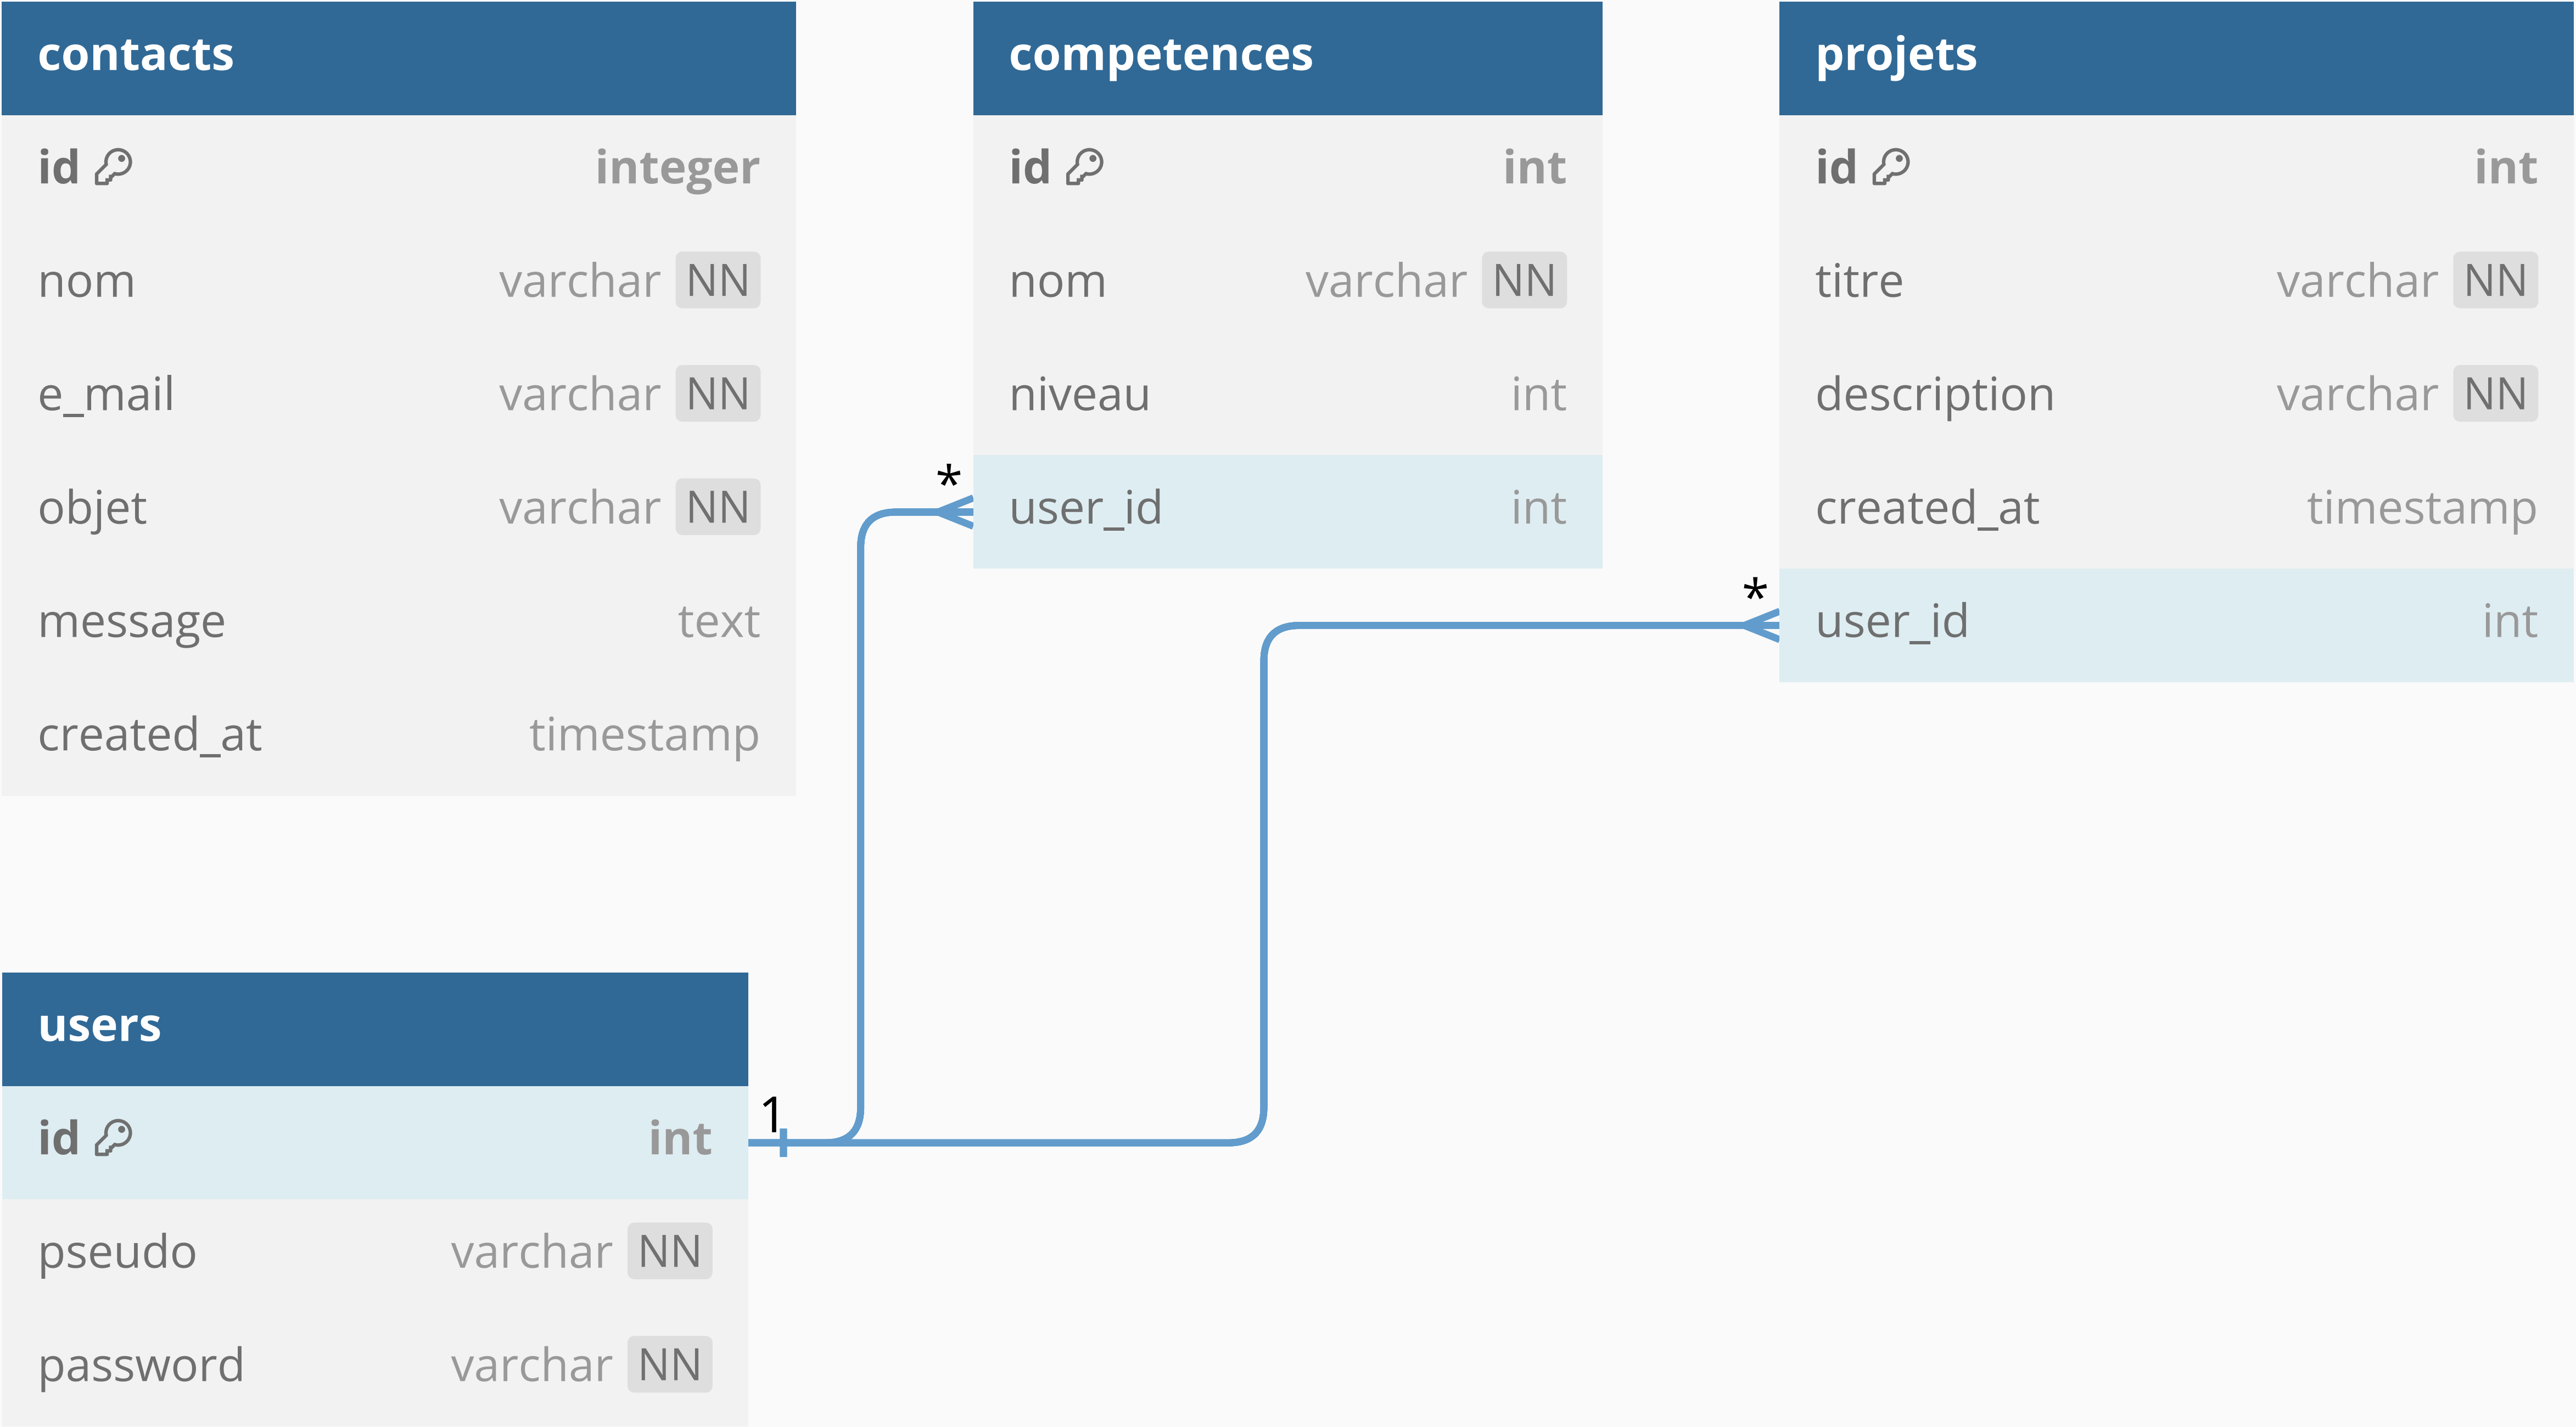 contacts
id integer
nom varchar NN
e_mail varchar NN
objet varchar NN
message text
created_at timestamp
competences
id int
nom varchar NN
niveau int
* user_id int
projets
id int
titre varchar NN
description varchar NN
created_at timestamp
* user_id int
users
id int 1
pseudo varchar NN
password varchar NN